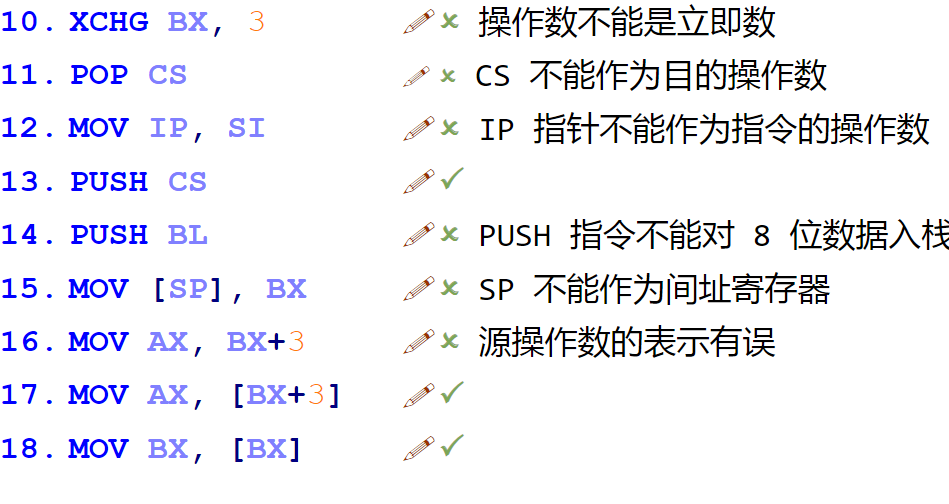 10. XCHG BX, 3 ✏️× 操作数不能是立即数
11. POP CS ✏️× CS 不能作为目的操作数
12. MOV IP, SI ✏️× IP 指针不能作为指令的操作数
13. PUSH CS ✏️✓
14. PUSH BL ✏️× PUSH 指令不能对 8 位数据入栈
15. MOV [SP], BX ✏️× SP 不能作为间址寄存器
16. MOV AX, BX+3 ✏️× 源操作数的表示有误
17. MOV AX, [BX+3] ✏️✓
18. MOV BX, [BX] ✏️✓